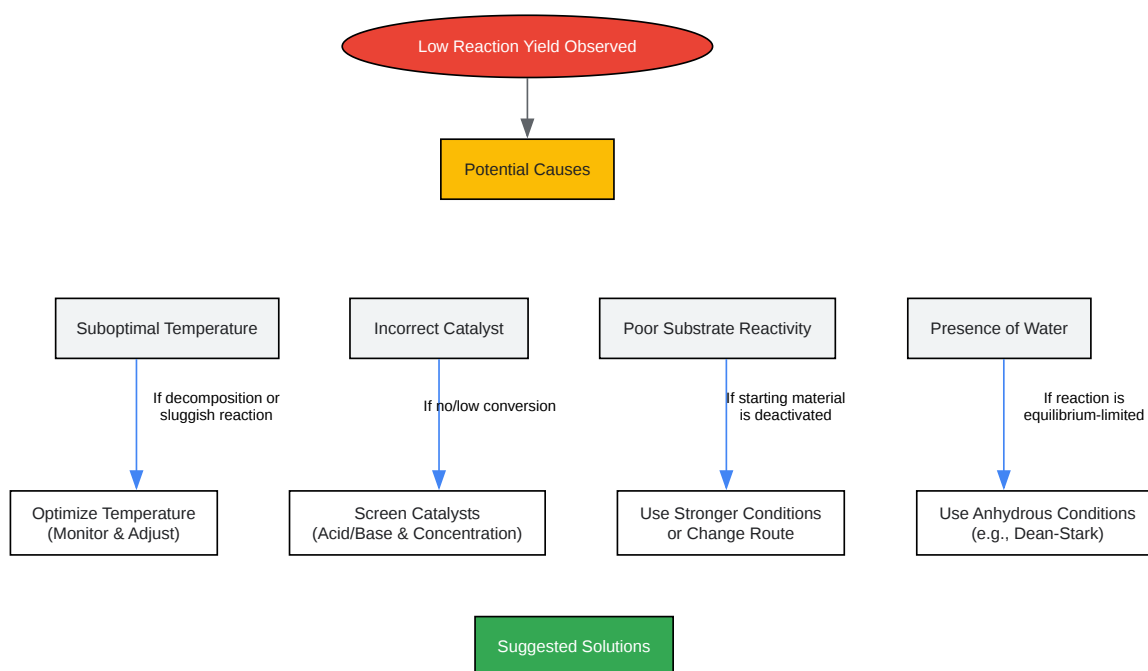 Low Reaction Yield Observed
Potential Causes
Suboptimal Temperature
Incorrect Catalyst
Poor Substrate Reactivity
Presence of Water
If decomposition or
sluggish reaction
If no/low conversion
If starting material
is deactivated
If reaction is
equilibrium-limited
Optimize Temperature
(Monitor & Adjust)
Screen Catalysts
(Acid/Base & Concentration)
Use Stronger Conditions
or Change Route
Use Anhydrous Conditions
(e.g., Dean-Stark)
Suggested Solutions